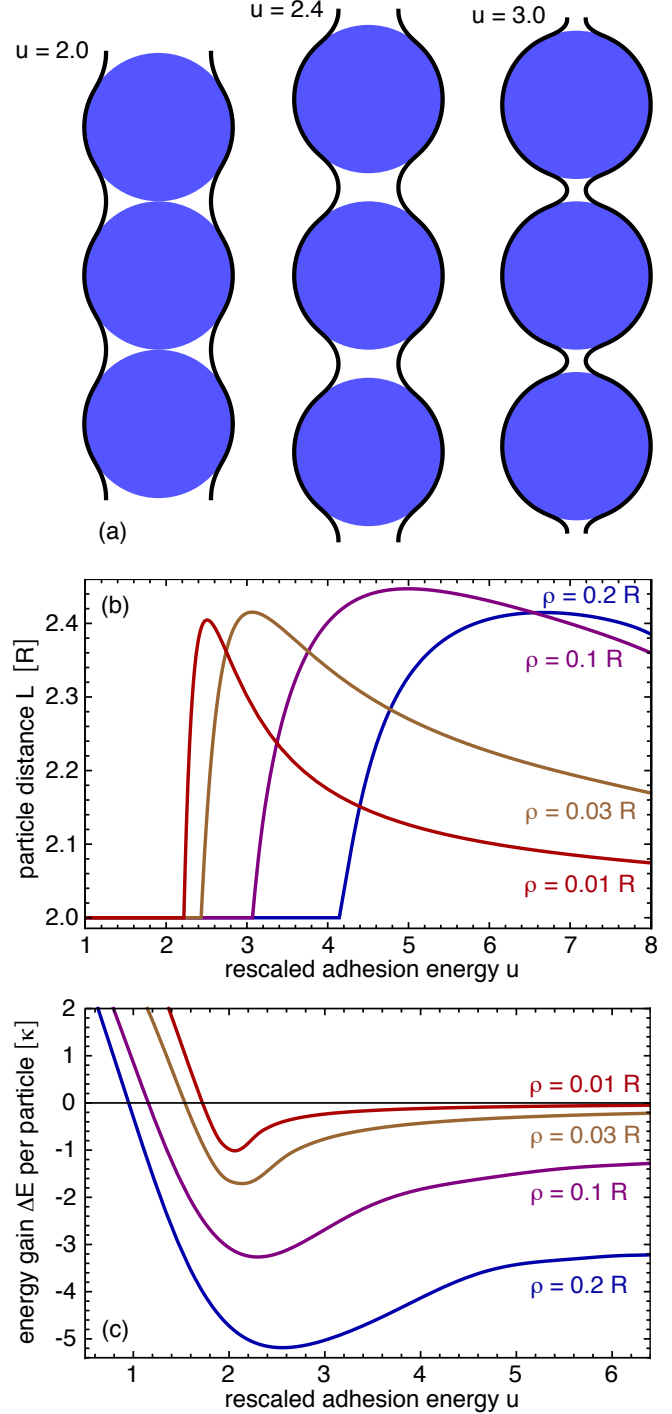 u = 2.0
u = 2.4
u = 3.0
(a)
(b)
particle distance L [R]
2.4
2.3
2.2
2.1
2.0
ρ = 0.2 R
ρ = 0.1 R
ρ = 0.03 R
ρ = 0.01 R
1 2 3 4 5 6 7 8
rescaled adhesion energy u
energy gain ΔE per particle [κ]
2
1
0
-1
-2
-3
-4
-5
ρ = 0.01 R
ρ = 0.03 R
ρ = 0.1 R
ρ = 0.2 R
(c)
1 2 3 4 5 6
rescaled adhesion energy u